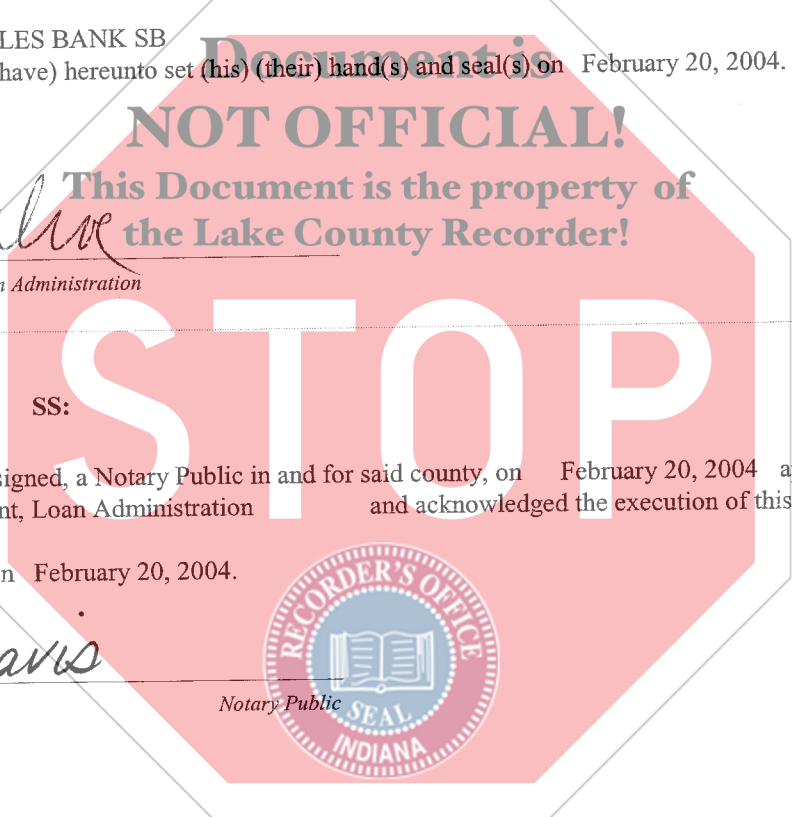 LES BANK SB
have) hereunto set (his) (their) hand(s) and seal(s) on February 20, 2004.
Document is
NOT OFFICIAL!
This Document is the property of
the Lake County Recorder!
Administration
STOP
SS:
signed, a Notary Public in and for said county, on February 20, 2004
nt, Loan Administration and acknowledged the execution of this
n February 20, 2004.
avis
Notary Public
RECORDER'S OFFICE
SEAL
INDIANA